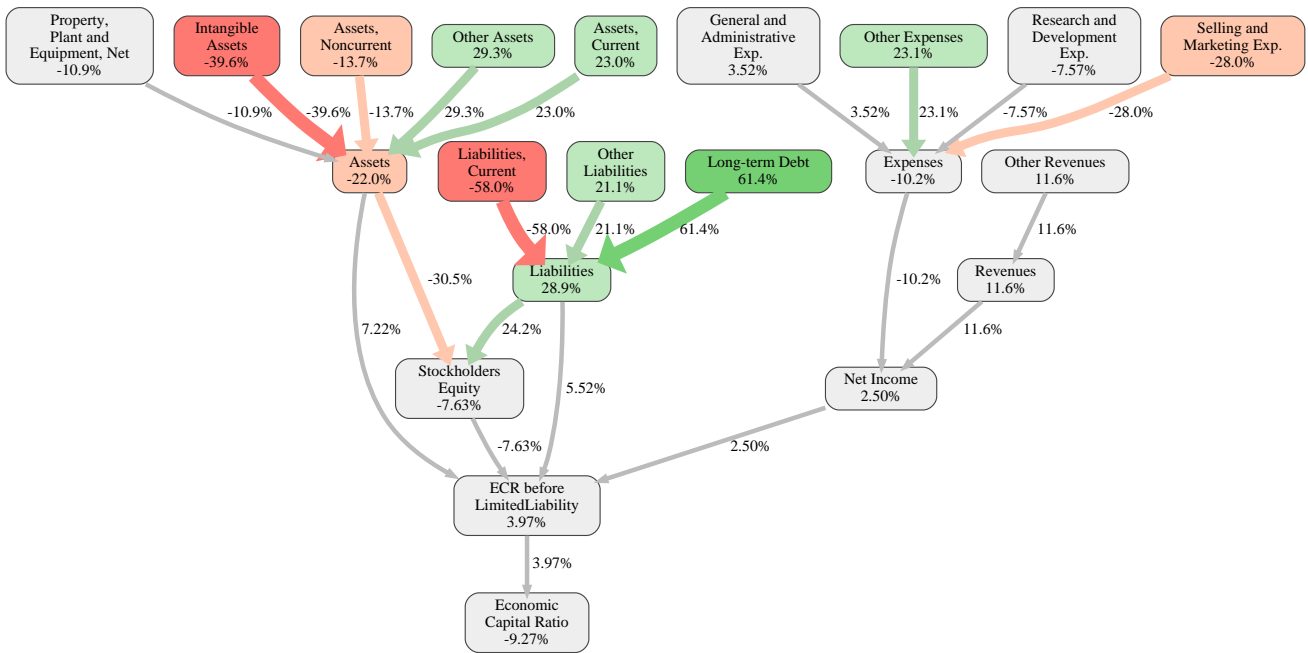 Property,
Plant and
Equipment, Net
-10.9%
Intangible
Assets
-39.6%
Assets,
Noncurrent
-13.7%
Other Assets
29.3%
Assets,
Current
23.0%
General and
Administrative
Exp.
3.52%
Other Expenses
23.1%
Research and
Development
Exp.
-7.57%
Selling and
Marketing Exp.
-28.0%
-10.9%
-39.6%
-13.7%
29.3%
23.0%
3.52%
23.1%
-7.57%
-28.0%
Assets
-22.0%
Liabilities,
Current
-58.0%
Other
Liabilities
21.1%
Long-term Debt
61.4%
Expenses
-10.2%
Other Revenues
11.6%
-58.0%
21.1%
61.4%
11.6%
Liabilities
28.9%
-30.5%
-10.2%
Revenues
11.6%
7.22%
24.2%
11.6%
Stockholders
Equity
-7.63%
5.52%
Net Income
2.50%
-7.63%
2.50%
ECR before
LimitedLiability
3.97%
3.97%
Economic
Capital Ratio
-9.27%